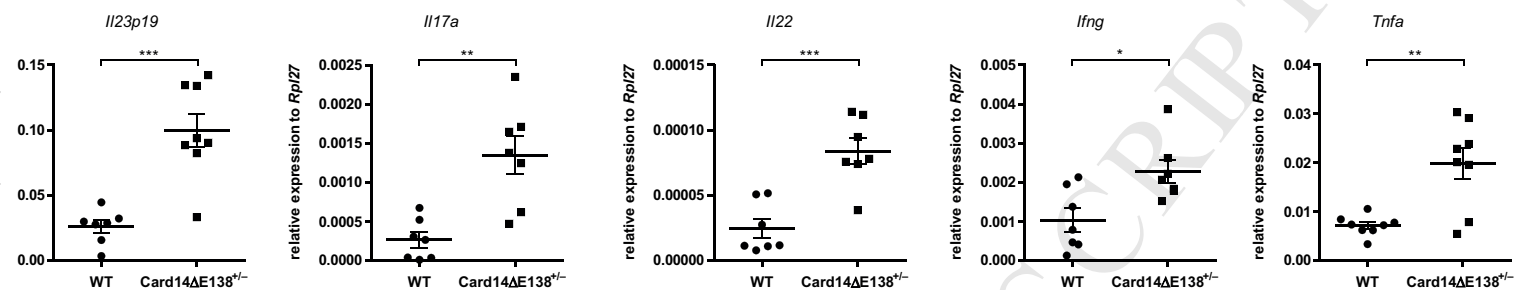 Il23p19
***
0.15
0.10
0.05
0.00
WT
Card14ΔE138+/–
Il17a
**
relative expression to Rpl27
0.0025
0.0020
0.0015
0.0010
0.0005
0.0000
WT
Card14ΔE138+/–
Il22
***
relative expression to Rpl27
0.00015
0.00010
0.00005
0.00000
WT
Card14ΔE138+/–
Ifng
*
relative expression to Rpl27
0.005
0.004
0.003
0.002
0.001
0.000
WT
Card14ΔE138+/–
Tnfa
**
relative expression to Rpl27
0.04
0.03
0.02
0.01
0.00
WT
Card14ΔE138+/–
CCRIPT